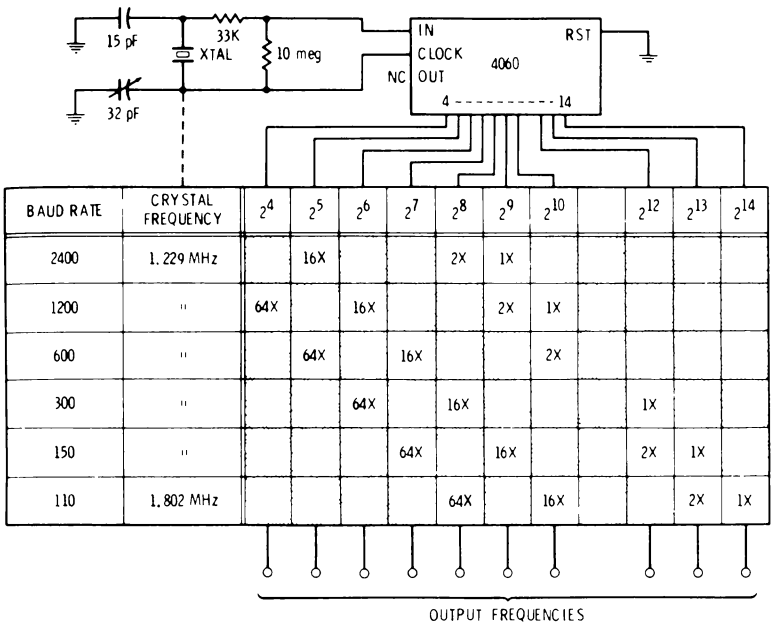 15 pF
33K
XTAL
10 meg
32 pF
IN
RST
CLOCK
4060
NC
OUT
4 14
BAUD RATE CRYSTAL FREQUENCY 2^4 2^5 2^6 2^7 2^8 2^9 2^10 2^12 2^13 2^14
2400 1.229 MHz 16X 2X 1X
1200 " 64X 16X 2X 1X
600 " 64X 16X 2X
300 " 64X 16X 1X
150 " 64X 16X 2X 1X
110 1.802 MHz 64X 16X 2X 1X
OUTPUT FREQUENCIES